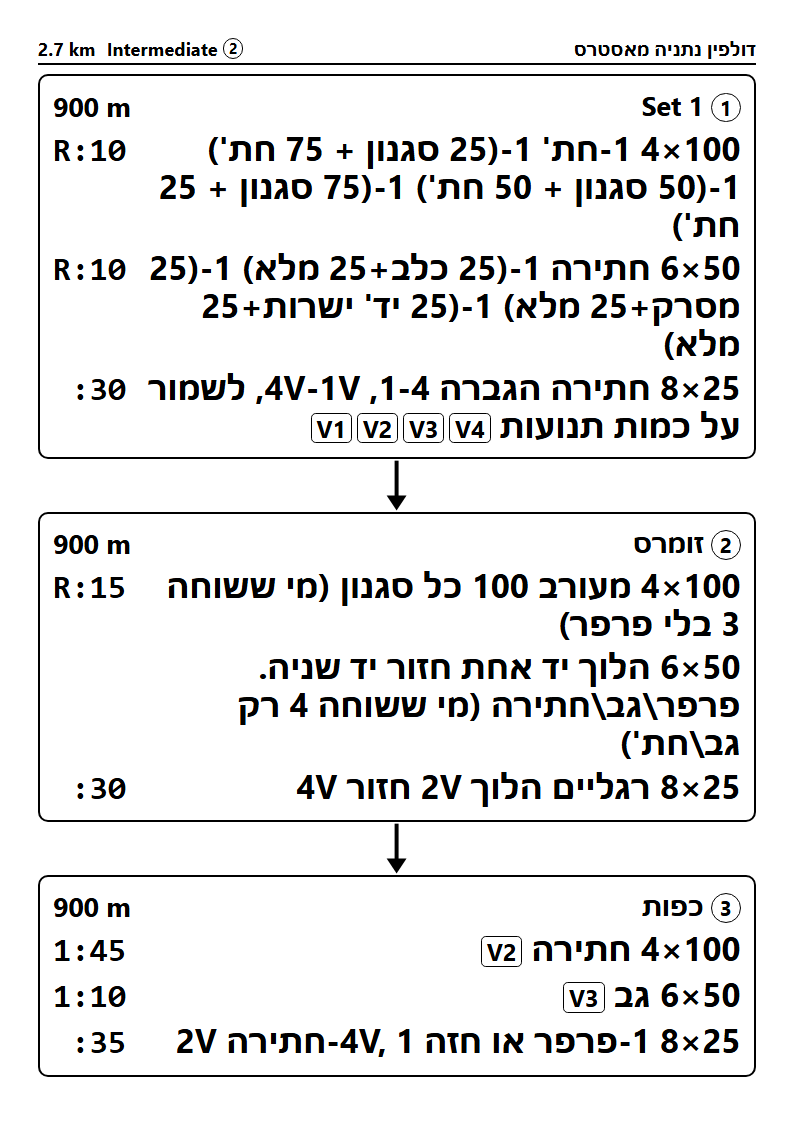 דולפין נתניה מאסטרס
2.7 km Intermediate ②
① Set 1
900 m
4×100 1-חת' 1-(25 סגנון + 75 חת')
R:10
1-(50 סגנון + 50 חת') 1-(75 סגנון + 25
חת')
6×50 חתירה 1-(25 כלב+25 מלא) 1-(25
R:10
מסרק+25 מלא) 1-(25 יד' ישרות+25
מלא)
8×25 חתירה הגברה 1-4, 4V-1V, לשמור
:30
על כמות תנועות V4 V3 V2 V1
② זומרס
900 m
4×100 מעורב 100 כל סגנון (מי ששוחה
R:15
3 בלי פרפר)
6×50 הלוך יד אחת חזור יד שניה.
פרפר\גב\חתירה (מי ששוחה 4 רק
גב\חת')
8×25 רגליים הלוך 2V חזור 4V
:30
③ כפות
900 m
4×100 חתירה V2
1:45
6×50 גב V3
1:10
8×25 1-פרפר או חזה 4V, 1-חתירה 2V
:35